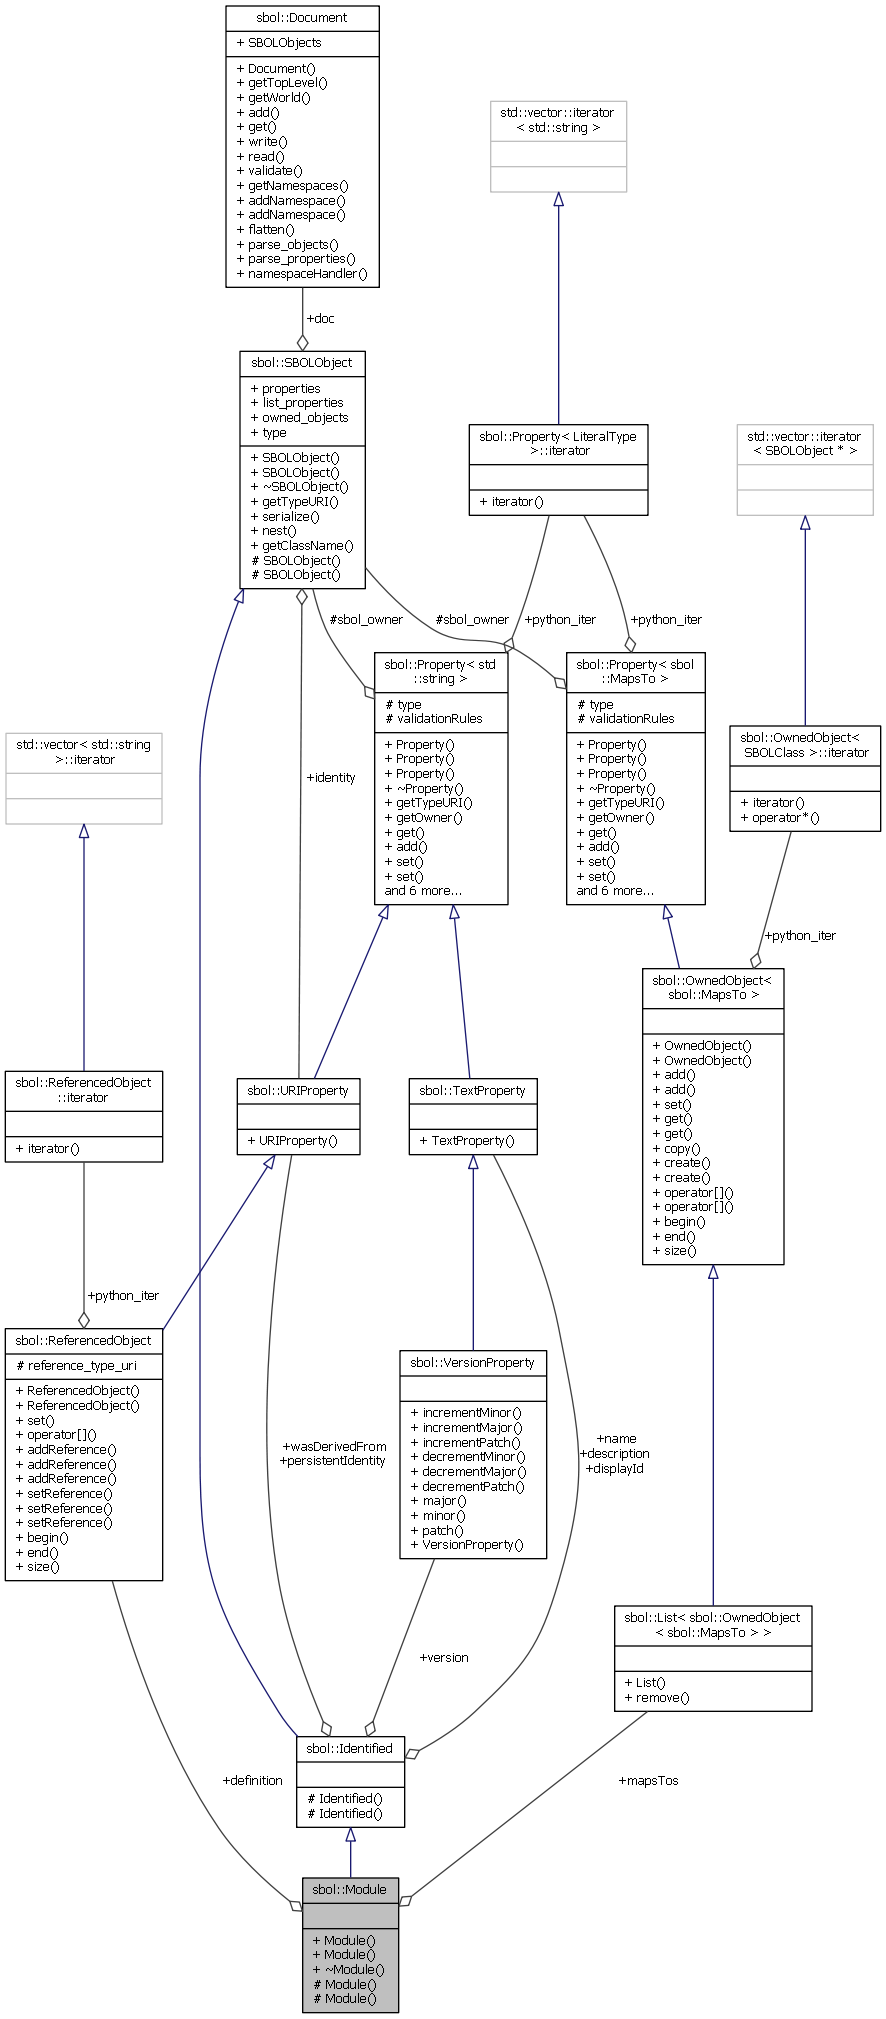 sbol::Document
+ SBOLObjects
+ Document()
+ getTopLevel()
+ getWorld()
+ add()
+ get()
+ write()
+ read()
+ validate()
+ getNamespaces()
+ addNamespace()
+ addNamespace()
+ flatten()
+ parse_objects()
+ parse_properties()
+ namespaceHandler()
std::vector::iterator
< std::string >
+doc
sbol::SBOLObject
+ properties
+ list_properties
+ owned_objects
+ type
+ SBOLObject()
+ SBOLObject()
+ ~SBOLObject()
+ getTypeURI()
+ serialize()
+ nest()
+ getClassName()
# SBOLObject()
# SBOLObject()
sbol::Property< LiteralType
>::iterator
+ iterator()
std::vector::iterator
< SBOLObject * >
#sbol_owner
#sbol_owner
+python_iter
+python_iter
sbol::Property< std
::string >
# type
# validationRules
+ Property()
+ Property()
+ Property()
+ ~Property()
+ getTypeURI()
+ getOwner()
+ get()
+ add()
+ set()
+ set()
and 6 more...
sbol::Property< sbol
::MapsTo >
# type
# validationRules
+ Property()
+ Property()
+ Property()
+ ~Property()
+ getTypeURI()
+ getOwner()
+ get()
+ add()
+ set()
+ set()
and 6 more...
std::vector< std::string
>::iterator
+identity
sbol::OwnedObject<
SBOLClass >::iterator
+ iterator()
+ operator*()
+python_iter
sbol::OwnedObject<
sbol::MapsTo >
+ OwnedObject()
+ OwnedObject()
+ add()
+ add()
+ set()
+ get()
+ get()
+ copy()
+ create()
+ create()
+ operator[]()
+ operator[]()
+ begin()
+ end()
+ size()
sbol::ReferencedObject
::iterator
+ iterator()
sbol::URIProperty
+ URIProperty()
sbol::TextProperty
+ TextProperty()
+python_iter
sbol::ReferencedObject
# reference_type_uri
+ ReferencedObject()
+ ReferencedObject()
+ set()
+ operator[]()
+ addReference()
+ addReference()
+ addReference()
+ setReference()
+ setReference()
+ setReference()
+ begin()
+ end()
+ size()
sbol::VersionProperty
+ incrementMinor()
+ incrementMajor()
+ incrementPatch()
+ decrementMinor()
+ decrementMajor()
+ decrementPatch()
+ major()
+ minor()
+ patch()
+ VersionProperty()
+wasDerivedFrom
+persistentIdentity
+name
+description
+displayId
+version
sbol::List< sbol::OwnedObject
< sbol::MapsTo > >
+ List()
+ remove()
sbol::Identified
# Identified()
# Identified()
+definition
+mapsTos
sbol::Module
+ Module()
+ Module()
+ ~Module()
# Module()
# Module()